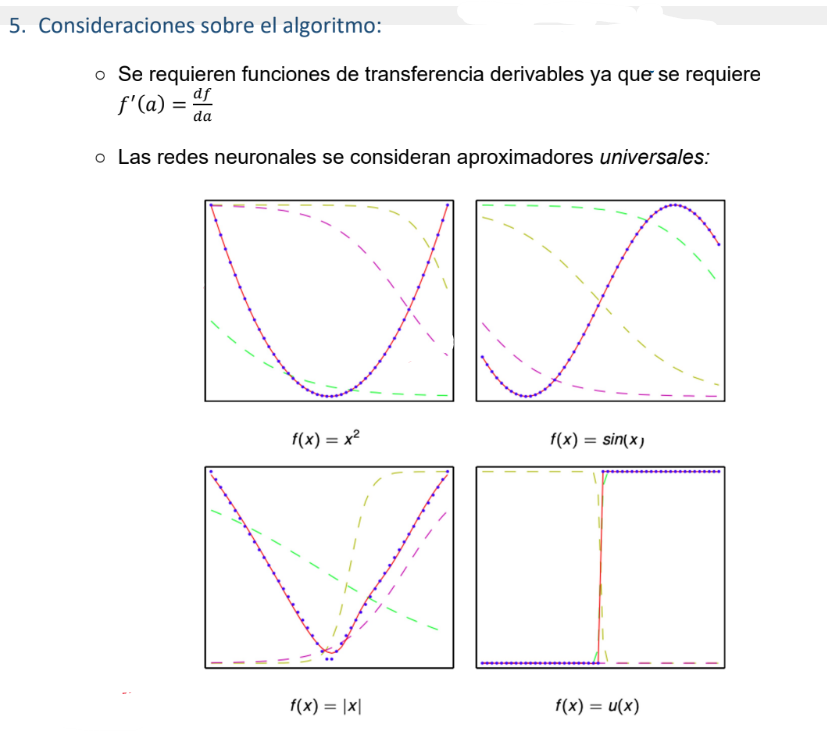 5. Consideraciones sobre el algoritmo:
○ Se requieren funciones de transferencia derivables ya que se requiere
f'(a) = df/da
○ Las redes neuronales se consideran aproximadores universales:
f(x) = x²
f(x) = sin(x)
f(x) = |x|
f(x) = u(x)